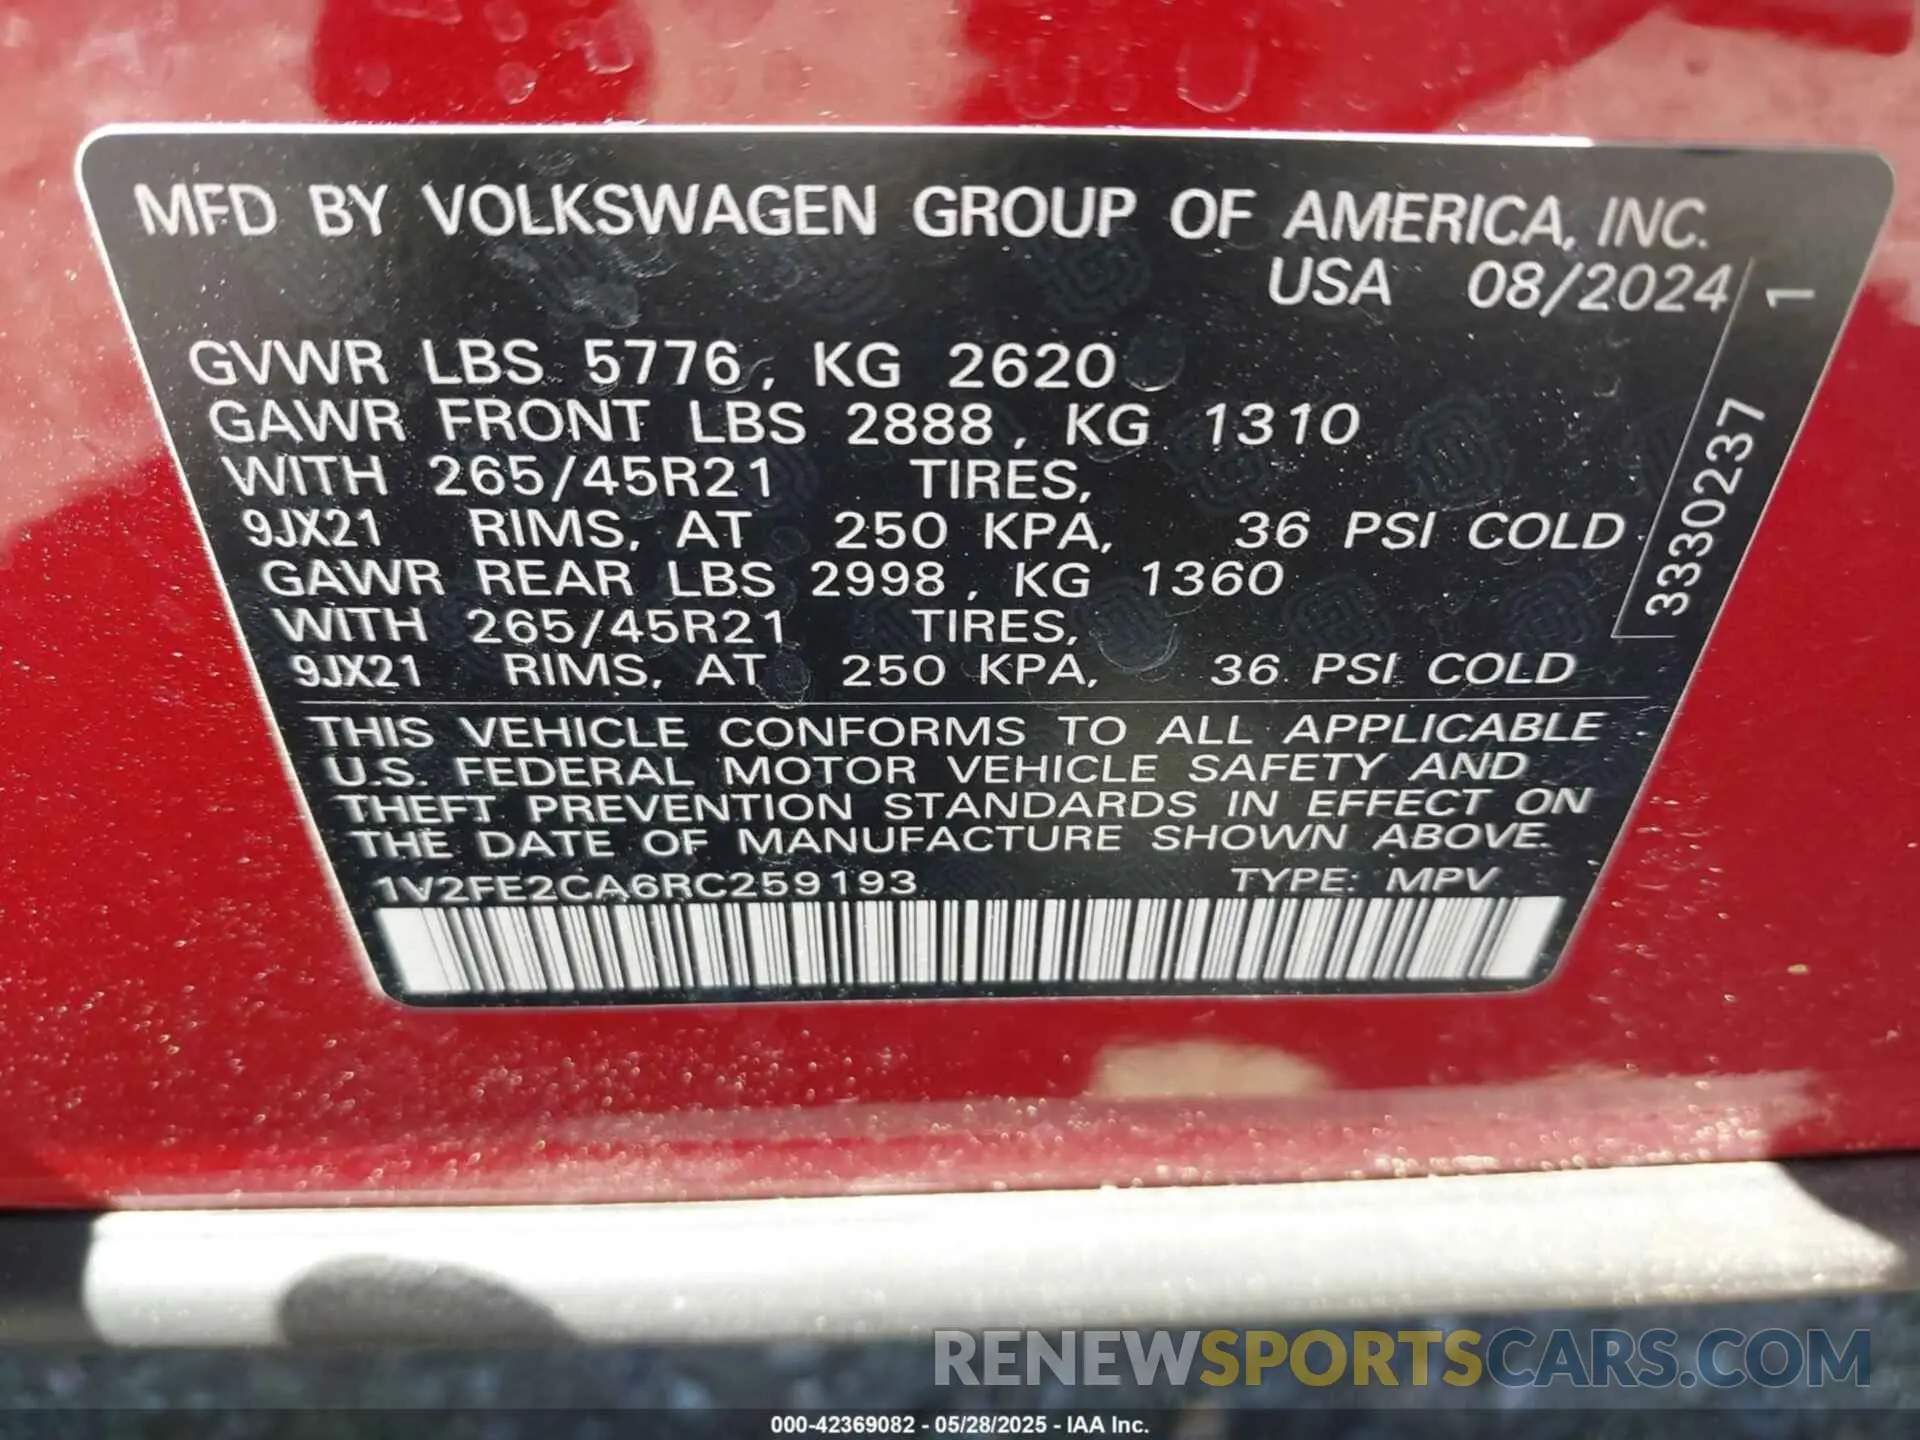 MFD BY VOLKSWAGEN GROUP OF AMERICA, INC.
USA 08/2024
GVWR LBS 5776, KG 2620
GAWR FRONT LBS 2888, KG 1310
WITH 265/45R21 TIRES,
9JX21 RIMS, AT 250 KPA, 36 PSI COLD
GAWR REAR LBS 2998, KG 1360
WITH 265/45R21 TIRES,
9JX21 RIMS, AT 250 KPA, 36 PSI COLD
3330237 1
THIS VEHICLE CONFORMS TO ALL APPLICABLE
U.S. FEDERAL MOTOR VEHICLE SAFETY AND
THEFT PREVENTION STANDARDS IN EFFECT ON
THE DATE OF MANUFACTURE SHOWN ABOVE.
1V2FE2CA6RC259193 TYPE: MPV
RENEWSPORTSCARS.COM
000-42369082 - 05/28/2025 - IAA Inc.